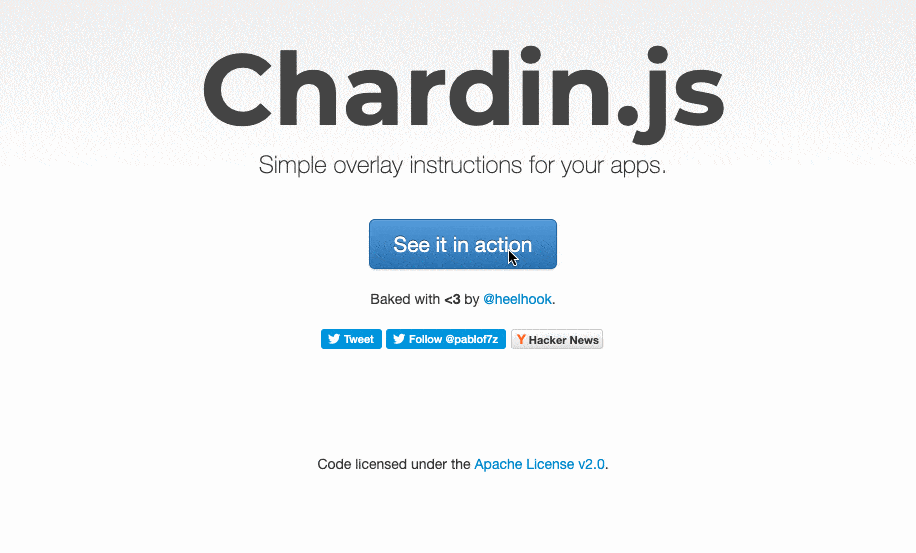 Chardin.js
Simple overlay instructions for your apps.
See it in action
Baked with <3 by @heelhook.
Tweet Follow @pablof7z Y Hacker News
Code licensed under the Apache License v2.0.